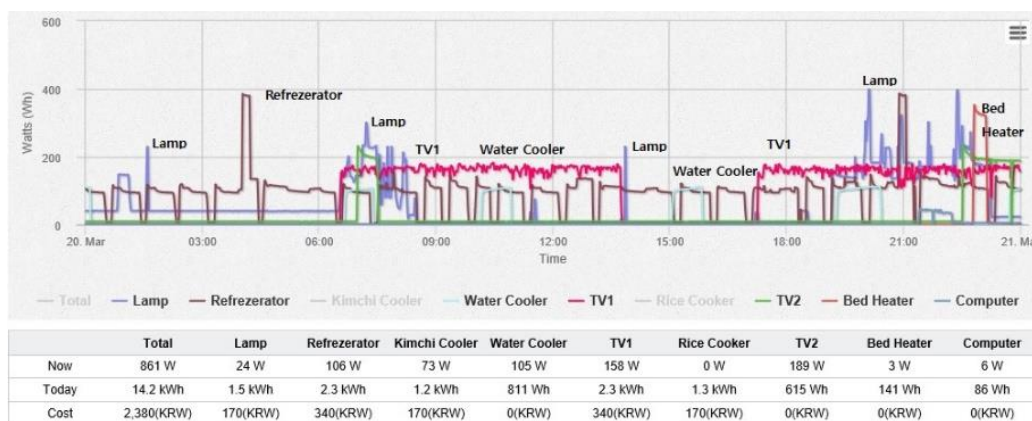 600
Refrezerator
Lamp
Bed
400
Lamp
Lamp
TV1
Water Cooler
Lamp
TV1
Heater
Water Cooler
200
0
Watts (Wh)
20. Mar
03:00
06:00
09:00
12:00
15:00
18:00
21:00
21. Ma
Time
Total
Lamp
Refrezerator
Kimchi Cooler
Water Cooler
TV1
Rice Cooker
TV2
Bed Heater
Computer
Total Lamp Refrezerator Kimchi Cooler Water Cooler TV1 Rice Cooker TV2 Bed Heater Computer
Now 861 W 24 W 106 W 73 W 105 W 158 W 0 W 189 W 3 W 6 W
Today 14.2 kWh 1.5 kWh 2.3 kWh 1.2 kWh 811 Wh 2.3 kWh 1.3 kWh 615 Wh 141 Wh 86 Wh
Cost 2,380(KRW) 170(KRW) 340(KRW) 170(KRW) 0(KRW) 340(KRW) 170(KRW) 0(KRW) 0(KRW) 0(KRW)